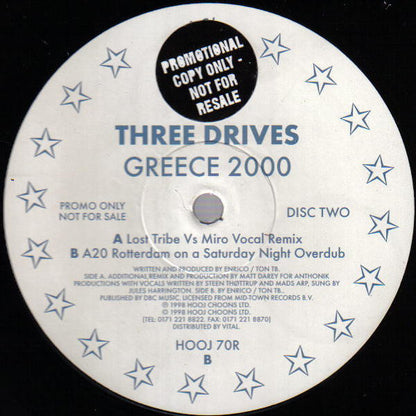 PROMOTIONAL
COPY ONLY -
NOT FOR
RESALE
THREE DRIVES
GREECE 2000
PROMO ONLY
NOT FOR SALE
DISC TWO
A Lost Tribe Vs Miro Vocal Remix
B A20 Rotterdam on a Saturday Night Overdub
WRITTEN AND PRODUCED BY ENRICO / TON TB.
SIDE A. ADDITIONAL REMIX AND PRODUCTION BY MATT DAREY FOR ANTHONIK
PRODUCTIONS WITH VOCALS WRITTEN BY STEEN THØTTRUP AND MADS ARP, SUNG BY
JULES HARRINGTON. SIDE B. BY ENRICO / TON TB.
PUBLISHED BY DBC MUSIC. LICENSED FROM MID-TOWN RECORDS B.V.
℗ 1998 HOOJ CHOONS LTD.
© 1998 HOOJ CHOONS LTD.
(TEL: 0171 221 8822. FAX: 0171 221 8870)
DISTRIBUTED BY VITAL.
HOOJ 70R
B